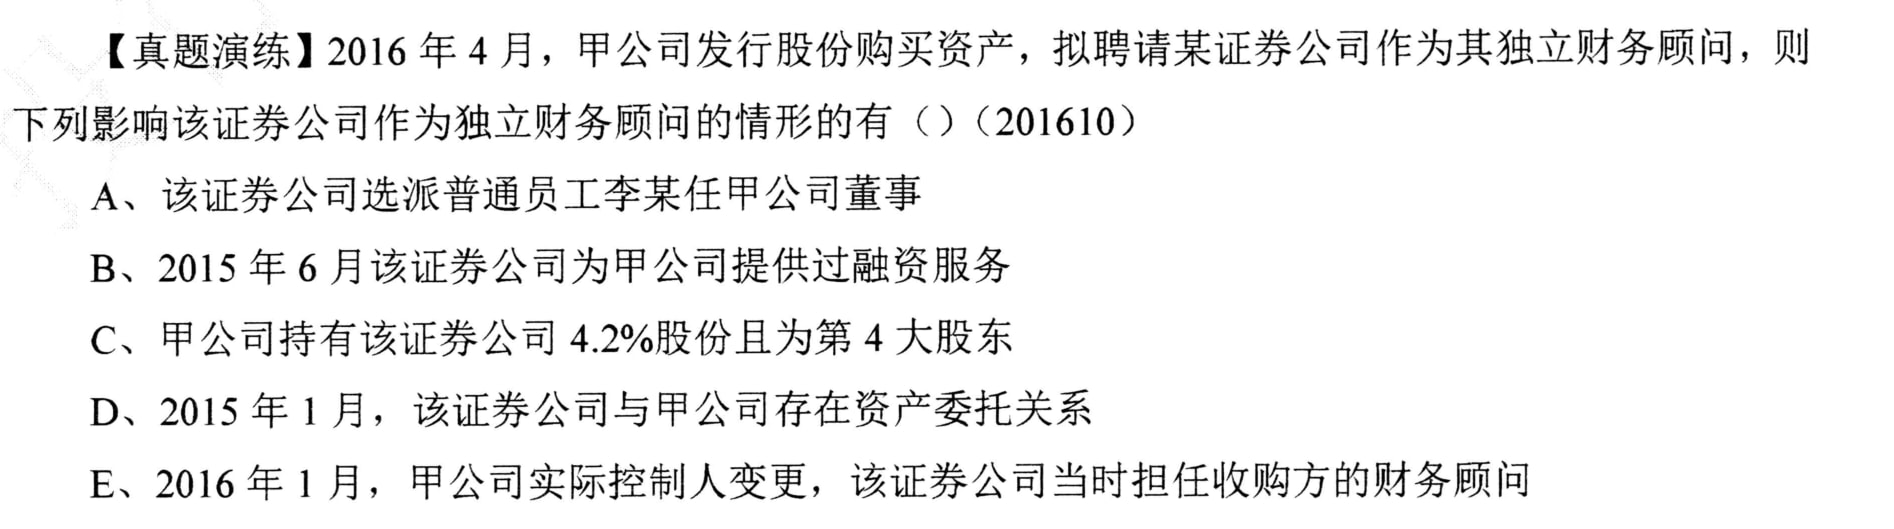 【真题演练】2016 年 4 月，甲公司发行股份购买资产，拟聘请某证券公司作为其独立财务顾问，则
下列影响该证券公司作为独立财务顾问的情形的有（）（201610）
A、该证券公司选派普通员工李某任甲公司董事
B、2015 年 6 月该证券公司为甲公司提供过融资服务
C、甲公司持有该证券公司 4.2%股份且为第 4 大股东
D、2015 年 1 月，该证券公司与甲公司存在资产委托关系
E、2016 年 1 月，甲公司实际控制人变更，该证券公司当时担任收购方的财务顾问